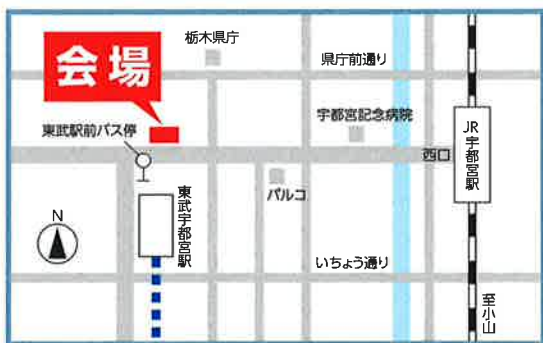 栃木県庁
県庁前通り
会場
東武駅前バス停
宇都宮記念病院
JR宇都宮駅
西口
パルコ
東武宇都宮駅
N
いちょう通り
至小山